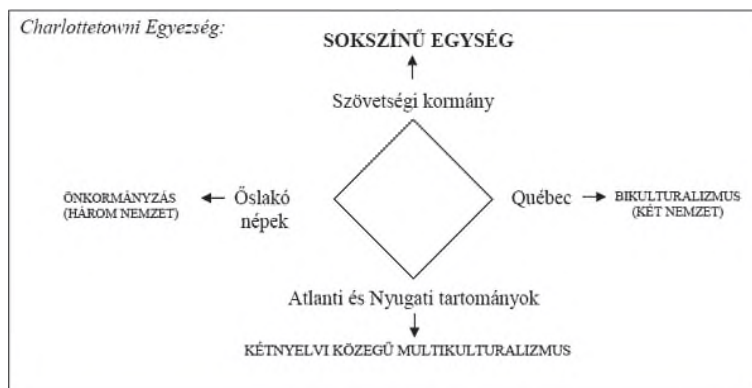 Charlottetowni Egyezség:
SOKSZÍNŰ EGYSÉG
Szövetségi kormány
ÖNKORMÁNYZÁS
(HÁROM NEMZET)
Őslakó
népek
Québec
BIKULTURALIZMUS
(KÉT NEMZET)
Atlanti és Nyugati tartományok
KÉTNYELVI KÖZEGŰ MULTIKULTURALIZMUS